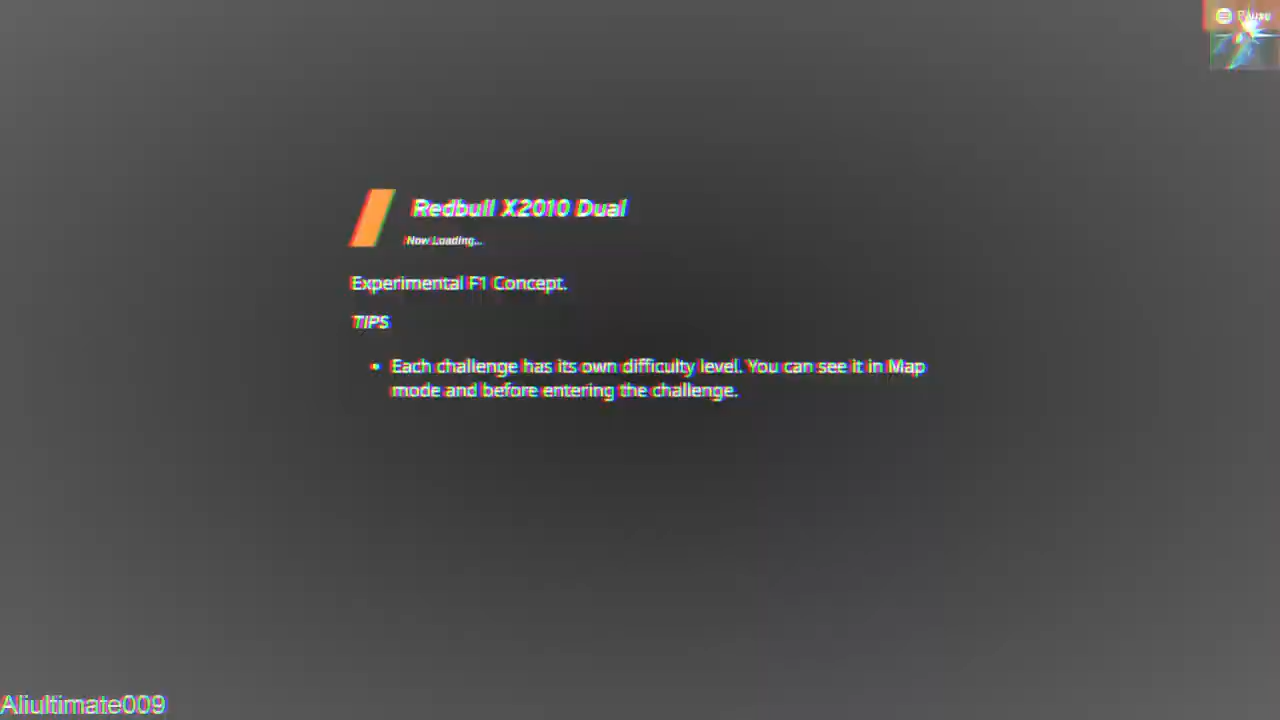 Pause
Redbull X2010 Dual
Now Loading...
Experimental F1 Concept.
TIPS
• Each challenge has its own difficulty level. You can see it in Map
mode and before entering the challenge.
Aliultimate009